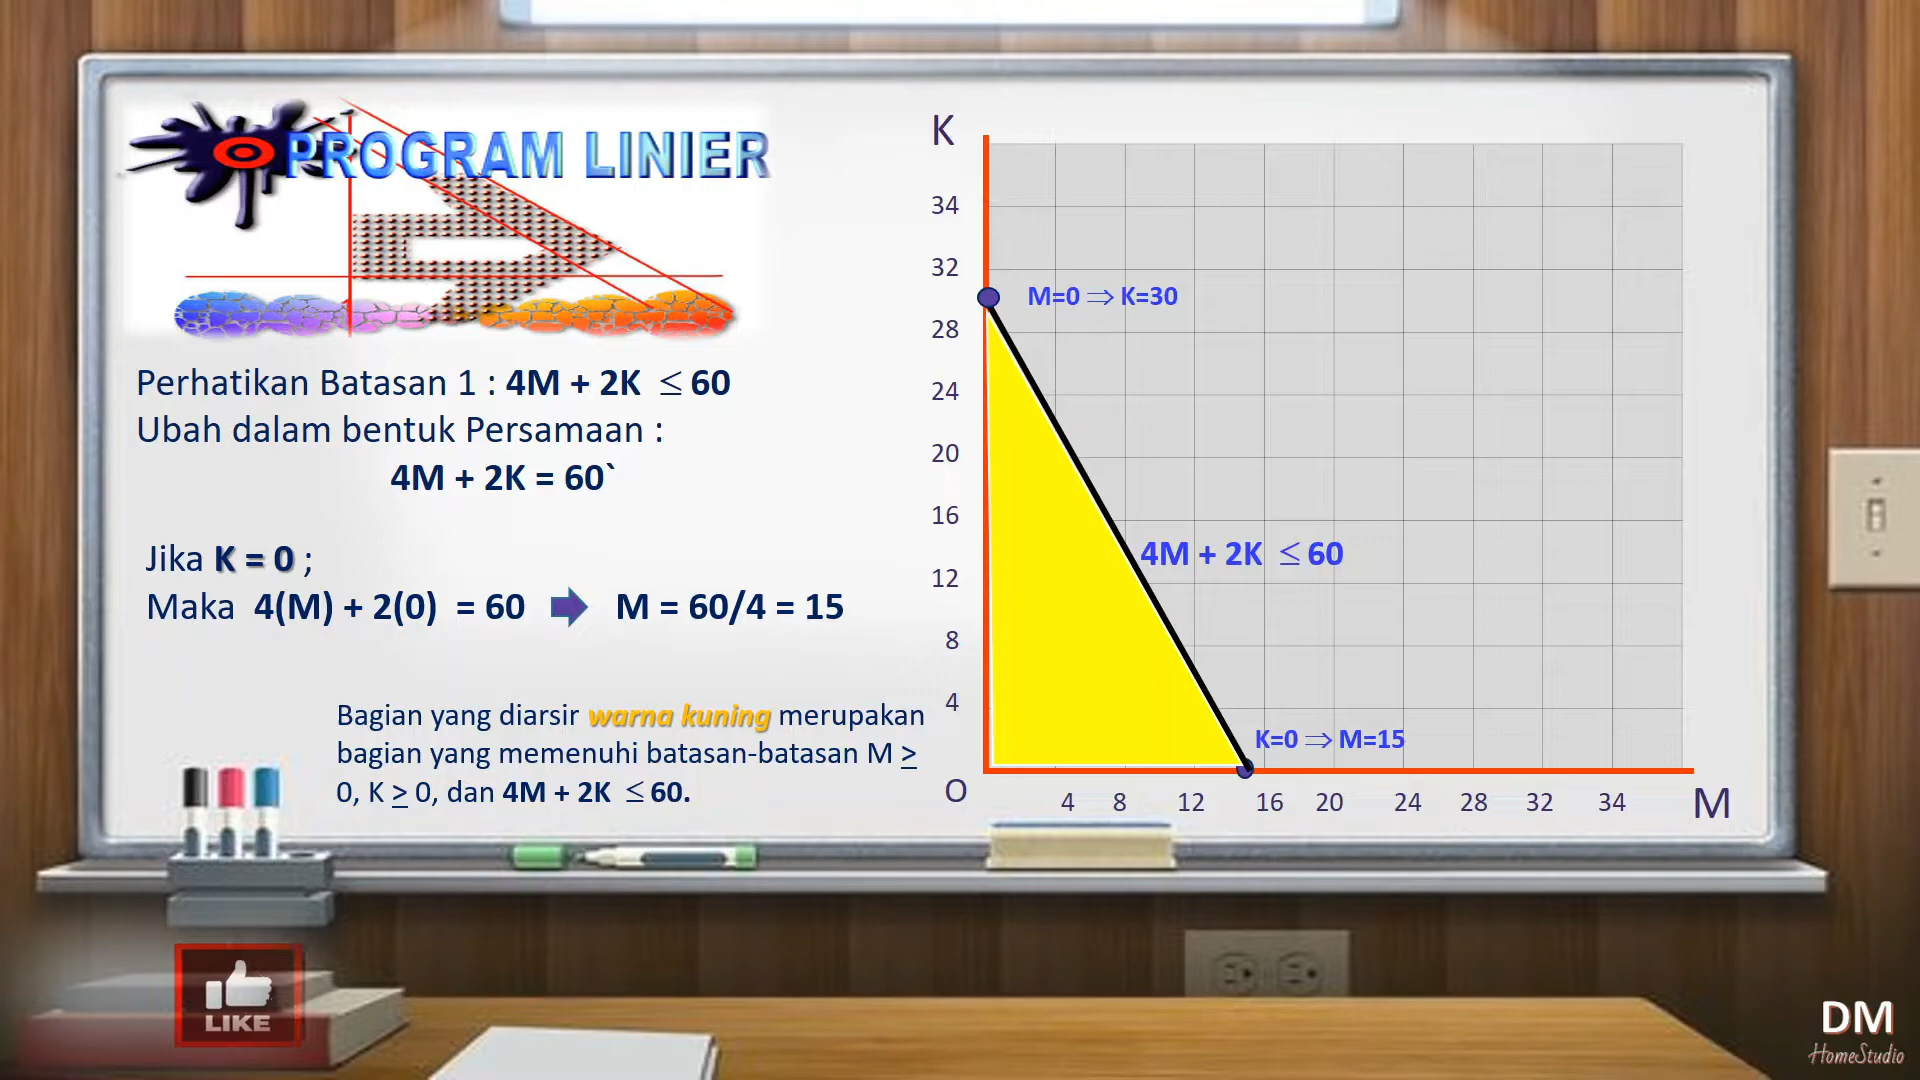 PROGRAM LINIER
Perhatikan Batasan 1 : 4M + 2K ≤ 60
Ubah dalam bentuk Persamaan :
4M + 2K = 60`
Jika K = 0 ;
Maka 4(M) + 2(0) = 60 M = 60/4 = 15
Bagian yang diarsir warna kuning merupakan
bagian yang memenuhi batasan-batasan M ≥
0, K ≥ 0, dan 4M + 2K ≤ 60.
K
34
32
M=0 ⇒ K=30
28
24
20
16
4M + 2K ≤ 60
12
8
4
K=0 ⇒ M=15
O
4 8 12 16 20 24 28 32 34
M
LIKE
DM
HomeStudio